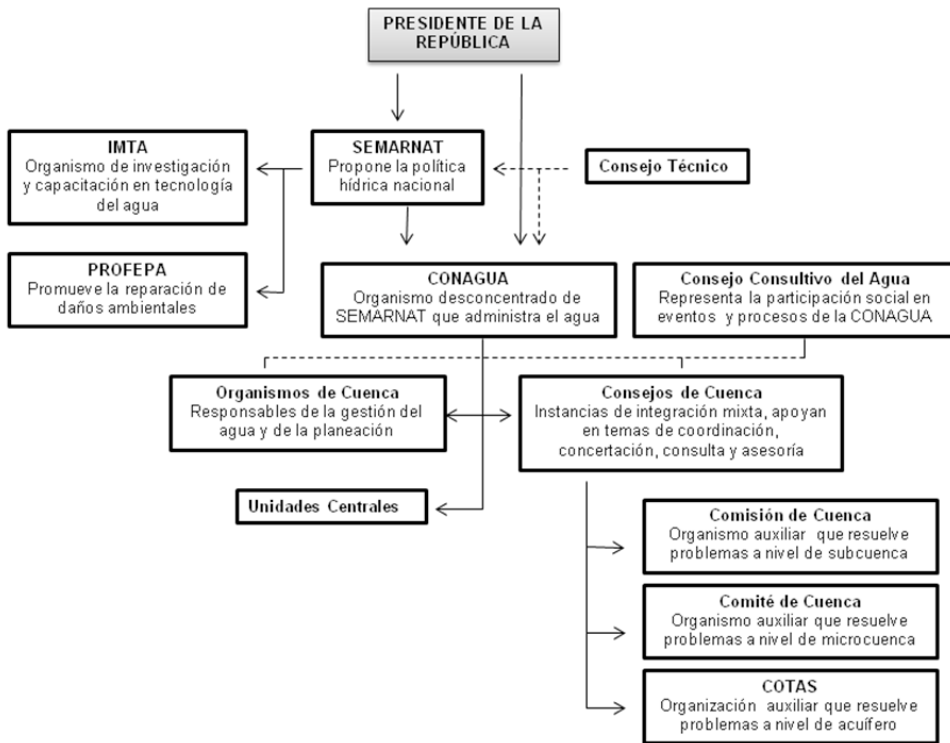 PRESIDENTE DE LA
REPÚBLICA
IMTA
Organismo de investigación
y capacitación en tecnología
del agua
SEMARNAT
Propone la política
hídrica nacional
Consejo Técnico
PROFEPA
Promueve la reparación de
daños ambientales
CONAGUA
Organismo desconcentrado de
SEMARNAT que administra el agua
Consejo Consultivo del Agua
Representa la participación social en
eventos y procesos de la CONAGUA
Organismos de Cuenca
Responsables de la gestión del
agua y de la planeación
Consejos de Cuenca
Instancias de integración mixta, apoyan
en temas de coordinación,
concertación, consulta y asesoría
Unidades Centrales
Comisión de Cuenca
Organismo auxiliar que resuelve
problemas a nivel de subcuenca
Comité de Cuenca
Organismo auxiliar que resuelve
problemas a nivel de microcuenca
COTAS
Organización auxiliar que resuelve
problemas a nivel de acuífero